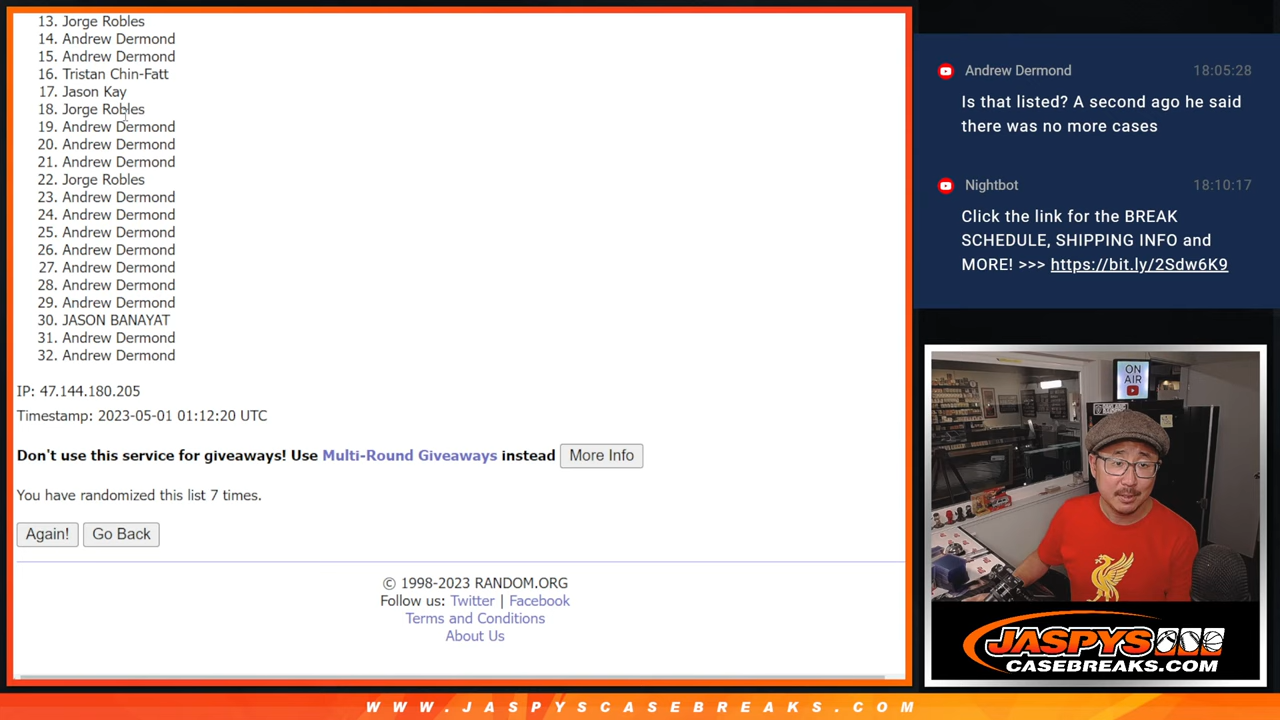 13. Jorge Robles
14. Andrew Dermond
15. Andrew Dermond
16. Tristan Chin-Fatt
17. Jason Kay
18. Jorge Robles
19. Andrew Dermond
20. Andrew Dermond
21. Andrew Dermond
22. Jorge Robles
23. Andrew Dermond
24. Andrew Dermond
25. Andrew Dermond
26. Andrew Dermond
27. Andrew Dermond
28. Andrew Dermond
29. Andrew Dermond
30. JASON BANAYAT
31. Andrew Dermond
32. Andrew Dermond
IP: 47.144.180.205
Timestamp: 2023-05-01 01:12:20 UTC
Don't use this service for giveaways! Use Multi-Round Giveaways instead More Info
You have randomized this list 7 times.
Again! Go Back
© 1998-2023 RANDOM.ORG
Follow us: Twitter | Facebook
Terms and Conditions
About Us
Andrew Dermond 18:05:28
Is that listed? A second ago he said
there was no more cases
Nightbot 18:10:17
Click the link for the BREAK
SCHEDULE, SHIPPING INFO and
MORE! >>> https://bit.ly/2Sdw6K9
ON
AIR
JASPYS
CASEBREAKS.COM
WWW.JASPYSCASEBREAKS.COM